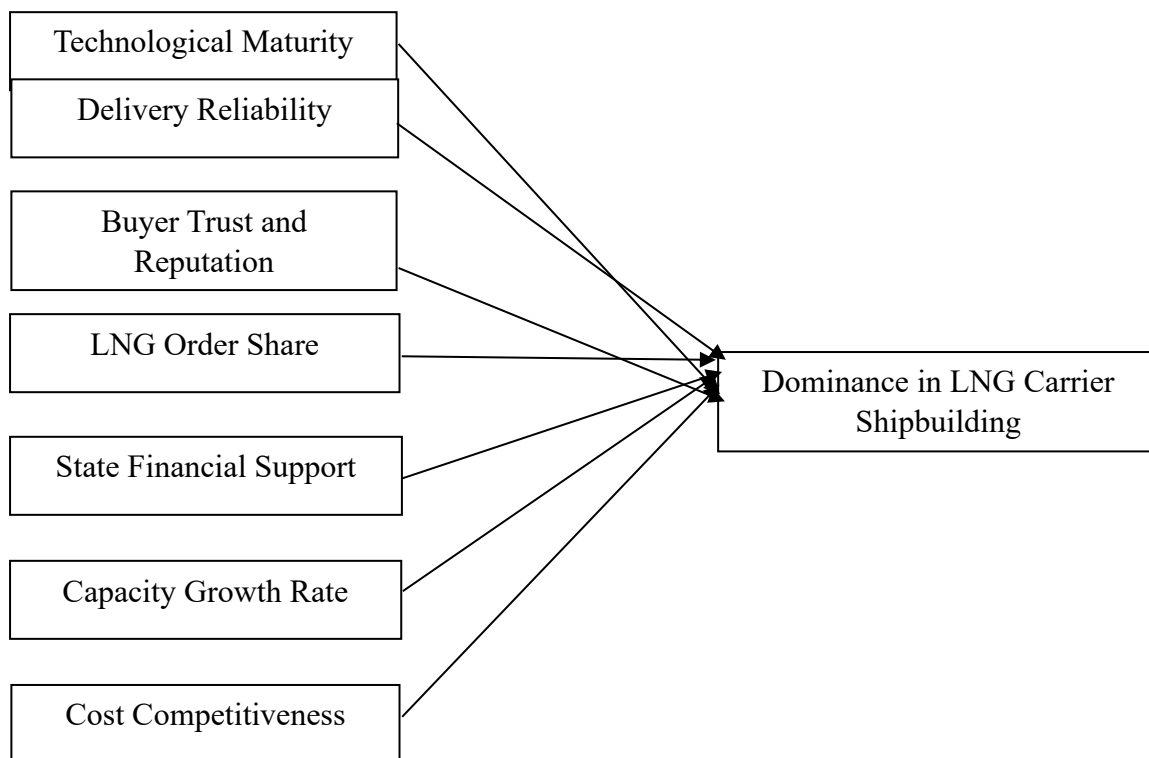 Technological Maturity
Delivery Reliability
Buyer Trust and
Reputation
LNG Order Share
State Financial Support
Capacity Growth Rate
Cost Competitiveness
Dominance in LNG Carrier
Shipbuilding